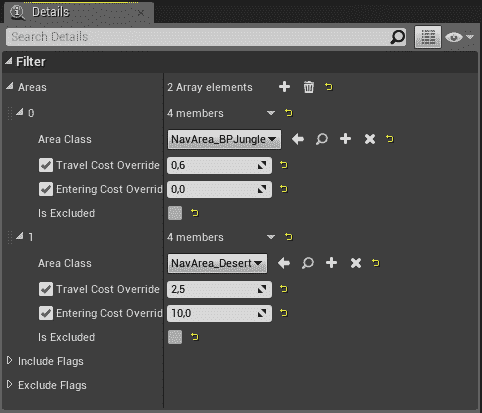 Details
Search Details
Filter
Areas 2 Array elements
0 4 members
Area Class NavArea_BPJungle
Travel Cost Override 0,6
Entering Cost Overrid 0,0
Is Excluded
1 4 members
Area Class NavArea_Desert
Travel Cost Override 2,5
Entering Cost Overrid 10,0
Is Excluded
Include Flags
Exclude Flags